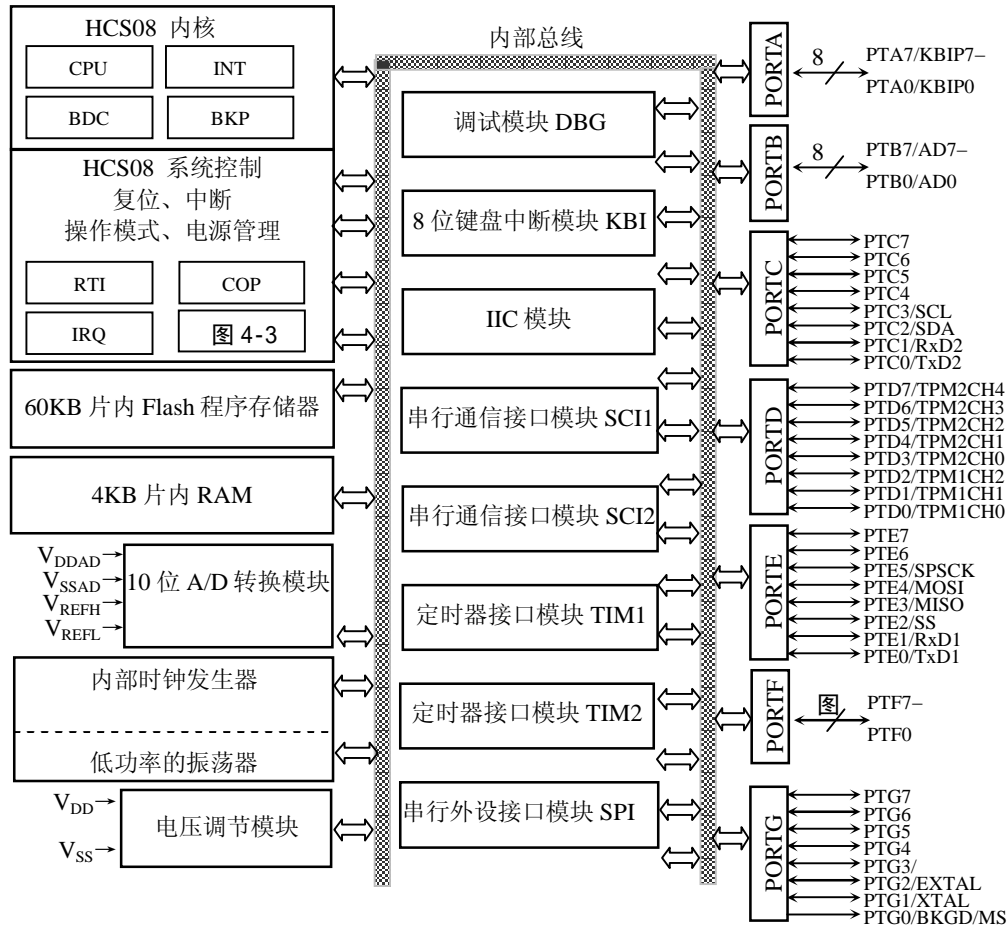 HCS08 内核
CPU
INT
BDC
BKP
HCS08 系统控制
复位、中断
操作模式、电源管理
RTI
COP
IRQ
图 4-3
60KB 片内 Flash 程序存储器
4KB 片内 RAM
VDDAD
VSSAD
VREFH
VREFL
10 位 A/D 转换模块
内部时钟发生器
低功率的振荡器
VDD
VSS
电压调节模块
内部总线
调试模块 DBG
8 位键盘中断模块 KBI
IIC 模块
串行通信接口模块 SCI1
串行通信接口模块 SCI2
定时器接口模块 TIM1
定时器接口模块 TIM2
串行外设接口模块 SPI
PORTA
8
PTA7/KBIP7–
PTA0/KBIP0
PORTB
8
PTB7/AD7–
PTB0/AD0
PORTC
PTC7
PTC6
PTC5
PTC4
PTC3/SCL
PTC2/SDA
PTC1/RxD2
PTC0/TxD2
PORTD
PTD7/TPM2CH4
PTD6/TPM2CH3
PTD5/TPM2CH2
PTD4/TPM2CH1
PTD3/TPM2CH0
PTD2/TPM1CH2
PTD1/TPM1CH1
PTD0/TPM1CH0
PORTE
PTE7
PTE6
PTE5/SPSCK
PTE4/MOSI
PTE3/MISO
PTE2/SS
PTE1/RxD1
PTE0/TxD1
PORTF
图
PTF7–
PTF0
PORTG
PTG7
PTG6
PTG5
PTG4
PTG3/
PTG2/EXTAL
PTG1/XTAL
PTG0/BKGD/MS